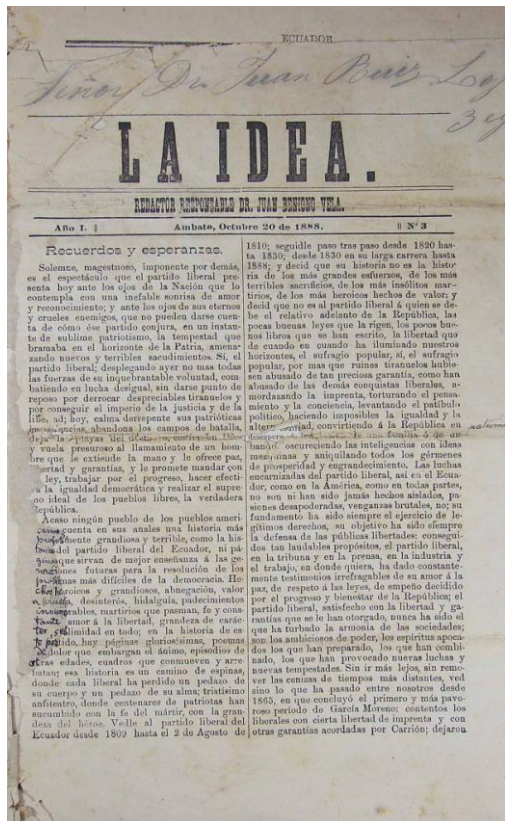 ECUADOR
Señor Dr Juan Ruiz
LA IDEA.
REDACTOR RESPONSABLE DR. JUAN BENIGNO VELA.
Año I. Ambato, Octubre 20 de 1888. Nº 3
Recuerdos y esperanzas.
Solemne, magestuoso, imponente por demás,
es el espectáculo que el partido liberal pre-
senta hoy ante los ojos de la Nación que lo
contempla con una inefable sonrisa de amor
y reconocimiento; y ante los ojos de sus eternos
y crueles enemigos, que no pueden darse cuen-
ta de cómo ése partido conjura, en un instan-
te de sublime patriotismo, la tempestad que
bramaba en el horizonte de la Patria, amena-
zando nuevos y terribles sacudimientos. Sí, el
partido liberal; desplegando ayer no mas todas
las fuerzas de su inquebrantable voluntad, com-
batiendo en lucha desigual, sin darse punto de
reposo por derrocar despreciables tiranuelos y
por conseguir el imperio de la justicia y de la
hoy, calma derepente sus patrióticas
abandona los campos de batalla,
deja
y vuela presuroso al llamamiento de un hom-
bre que le extiende la mano y le ofrece paz,
libertad y garantías, y le promete mandar con
ley, trabajar por el progreso, hacer efecti-
va la igualdad democrática y realizar el supre-
mo ideal de los pueblos libres, la verdadera
República.
Acaso ningún pueblo de los pueblos ameri-
canos cuenta en sus anales una historia más
grandiosa y terrible, como la his-
toria del partido liberal del Ecuador, ni pá-
ginas que sirvan de mejor enseñanza á las ge-
neraciones futuras para la resolución de los
problemas más difíciles de la democracia. He-
chos heroicos y grandiosos, abnegación, valor
desinterés, hidalguía, padecimientos
martirios que pasman, fe y cons-
tante amor á la libertad, grandeza de carác-
ter, sublimidad en todo; en la historia de es-
te partido, hay páginas gloriosísimas, poemas
de dolor que embargan el ánimo, episodios de
otras edades, cuadros que conmueven y arre-
batan; esa historia es un camino de espinas,
donde cada liberal ha perdido un pedazo de
su cuerpo y un pedazo de su alma; tristísimo
anfiteatro, donde centenares de patriotas han
sucumbido con la fe del mártir, con la gran-
deza del héroe. Vedle al partido liberal del
Ecuador desde 1809 hasta el 2 de Agosto de
1810; seguidle paso tras paso desde 1820 has-
ta 1830; desde 1830 en su larga carrera hasta
1888; y decid que su historia no es la histo-
ria de los más grandes esfuerzos, de los más
terribles sacrificios, de los más insólitos mar-
tirios, de los más heroicos hechos de valor; y
decid que no es al partido liberal á quien se de-
be el relativo adelanto de la República, las
pocas buenas leyes que la rigen, los pocos bue-
nos libros que se han escrito, la libertad que
de cuando en cuando ha iluminado nuestros
horizontes, el sufragio popular, sí, el sufragio
popular, por mas que ruines tiranuelos hubie-
sen abusado de tan preciosa garantía, como han
abusado de las demás conquistas liberales, a-
mordazando la imprenta, torturando el pensa-
miento y la conciencia, levantando el patíbulo
político, haciendo imposibles la igualdad y la
convirtiendo á la República en
de una familia ó de un
bando oscureciendo las inteligencias con ideas
mezquinas y aniquilando todos los gérmenes
de prosperidad y engrandecimiento. Las luchas
encarnizadas del partido liberal, así en el Ecua-
dor, como en la América, como en todas partes,
no son ni han sido jamás hechos aislados, pa-
siones desapoderadas, venganzas brutales, no; su
fundamento ha sido siempre el ejercicio de le-
gítimos derechos, su objetivo ha sido siempre
la defensa de las públicas libertades: consegui-
dos tan laudables propósitos, el partido liberal,
en la tribuna y en la prensa, en la industria y
el trabajo, en donde quiera, ha dado constante-
mente testimonios irrefragables de su amor á la
paz, de respeto á las leyes, de empeño decidido
por el progreso y bienestar de la República; el
partido liberal, satisfecho con la libertad y ga-
rantías que se le han otorgado, nunca ha sido el
que ha turbado la armonía de las sociedades;
son los ambiciosos de poder, los espíritus apoca-
dos los que han preparado, los que han combi-
nado, los que han provocado nuevas luchas y
nuevas tempestades. Sin ir más lejos, sin remo-
ver las cenizas de tiempos más distantes, ved
sino lo que ha pasado entre nosotros desde
1865, en que concluyó el primero y más pavo-
roso período de García Moreno; contentos los
liberales con cierta libertad de imprenta y con
otras garantías acordadas por Carrión; dejaron